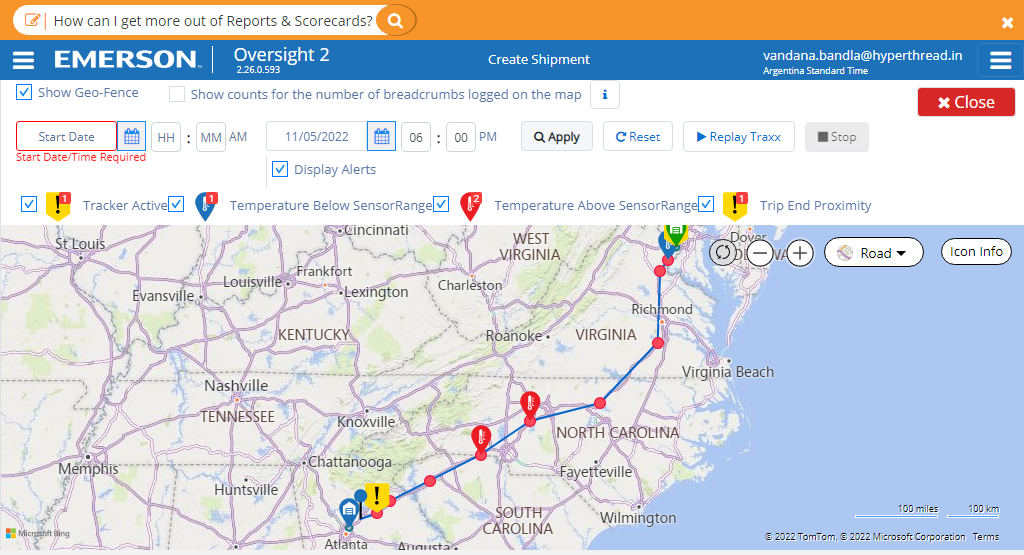 How can I get more out of Reports & Scorecards?
EMERSON.
Oversight 2
2.26.0.593
Create Shipment
vandana.bandla@hyperthread.in
Argentina Standard Time
Show Geo-Fence
Show counts for the number of breadcrumbs logged on the map
i
Close
Start Date
HH : MM AM
11/05/2022
06 : 00 PM
Apply
Reset
Replay Traxx
Stop
Start Date/Time Required
Display Alerts
1
Tracker Active
1
Temperature Below SensorRange
2
Temperature Above SensorRange
1
Trip End Proximity
Cincinnati
WEST
VIRGINIA
Dover
St Louis
Road
Icon Info
Frankfort
Louisville
Evansville
Lexington
Charleston
Richmond
KENTUCKY
Roanoke
VIRGINIA
Virginia Beach
Nashville
TENNESSEE
Knoxville
NORTH CAROLINA
Chattanooga
Memphis
Fayetteville
Huntsville
SOUTH
CAROLINA
Wilmington
100 miles
100 km
Microsoft Bing
Atlanta
Augusta
© 2022 TomTom, © 2022 Microsoft Corporation Terms